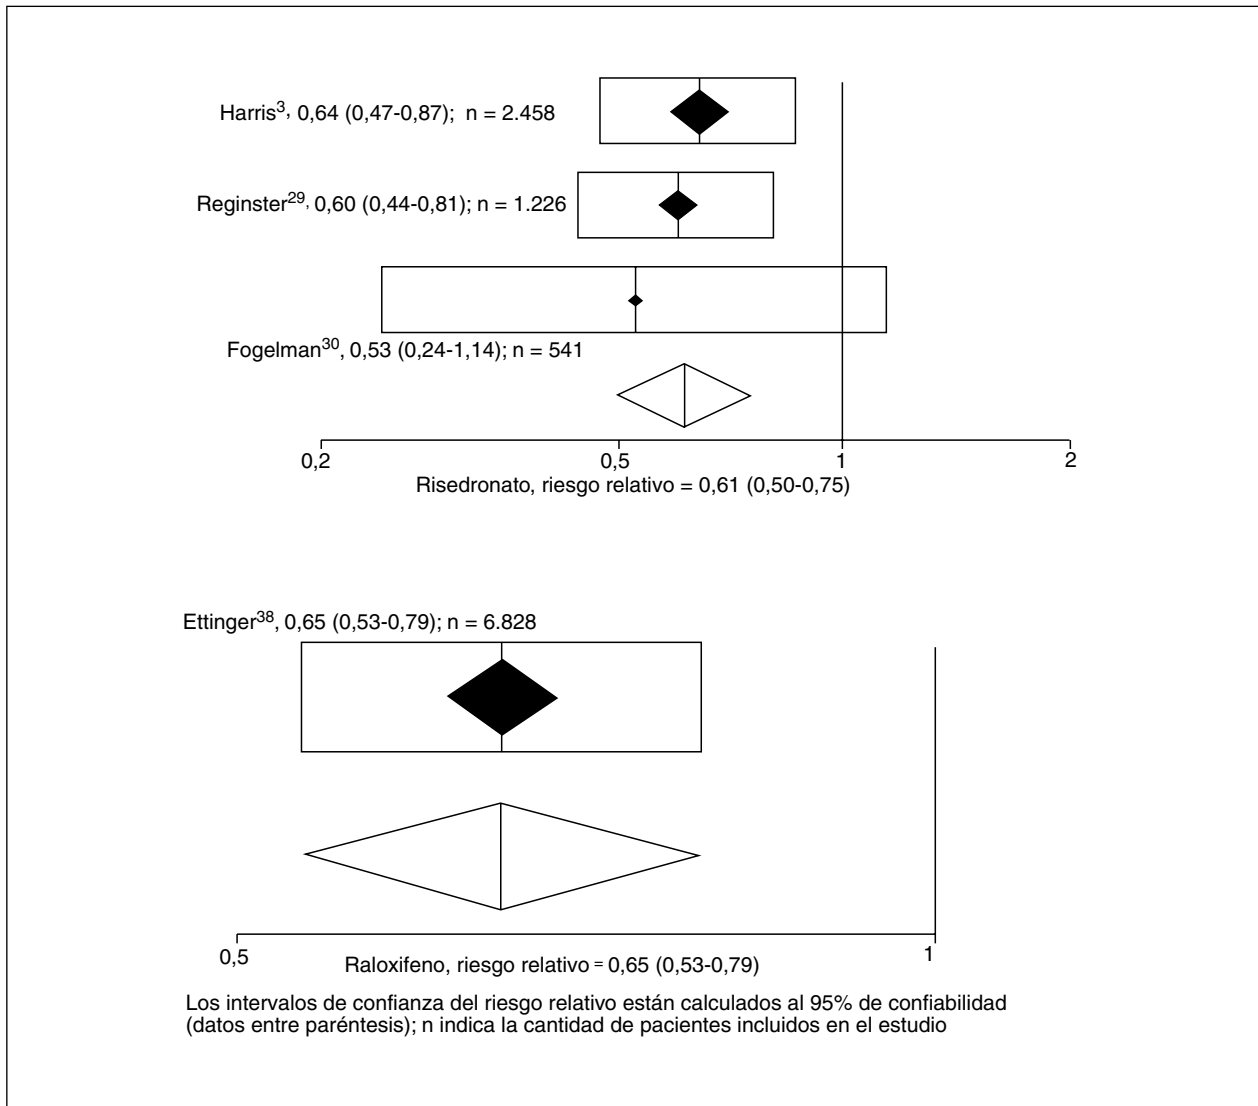 Harris3, 0,64 (0,47-0,87); n = 2.458
Reginster29, 0,60 (0,44-0,81); n = 1.226
Fogelman30, 0,53 (0,24-1,14); n = 541
0,2 0,5 1 2
Risedronato, riesgo relativo = 0,61 (0,50-0,75)
Ettinger38, 0,65 (0,53-0,79); n = 6.828
0,5 1
Raloxifeno, riesgo relativo = 0,65 (0,53-0,79)
Los intervalos de confianza del riesgo relativo están calculados al 95% de confiabilidad
(datos entre paréntesis); n indica la cantidad de pacientes incluidos en el estudio